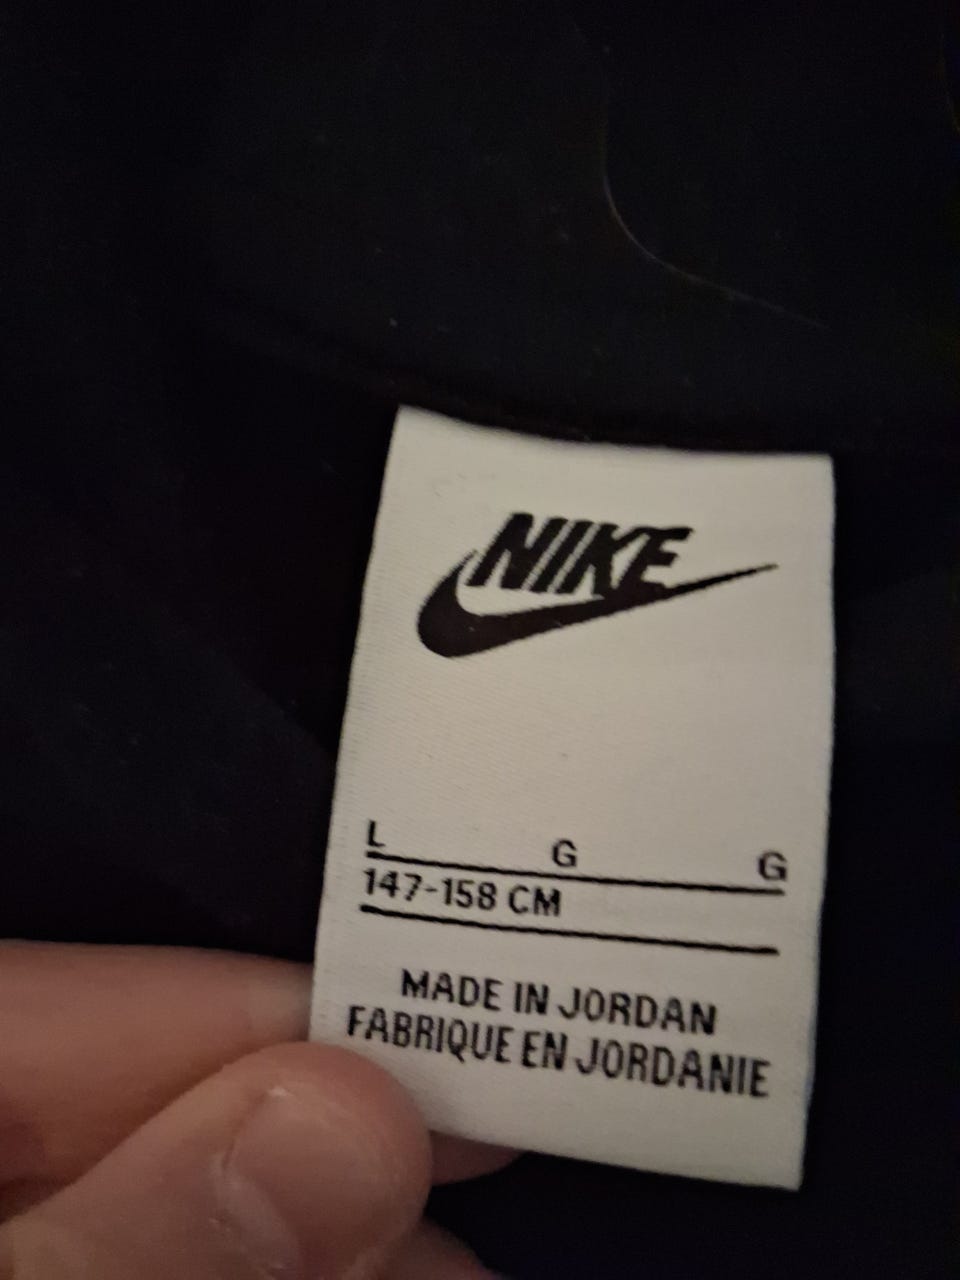 NIKE
L G G
147-158 CM
MADE IN JORDAN
FABRIQUE EN JORDANIE